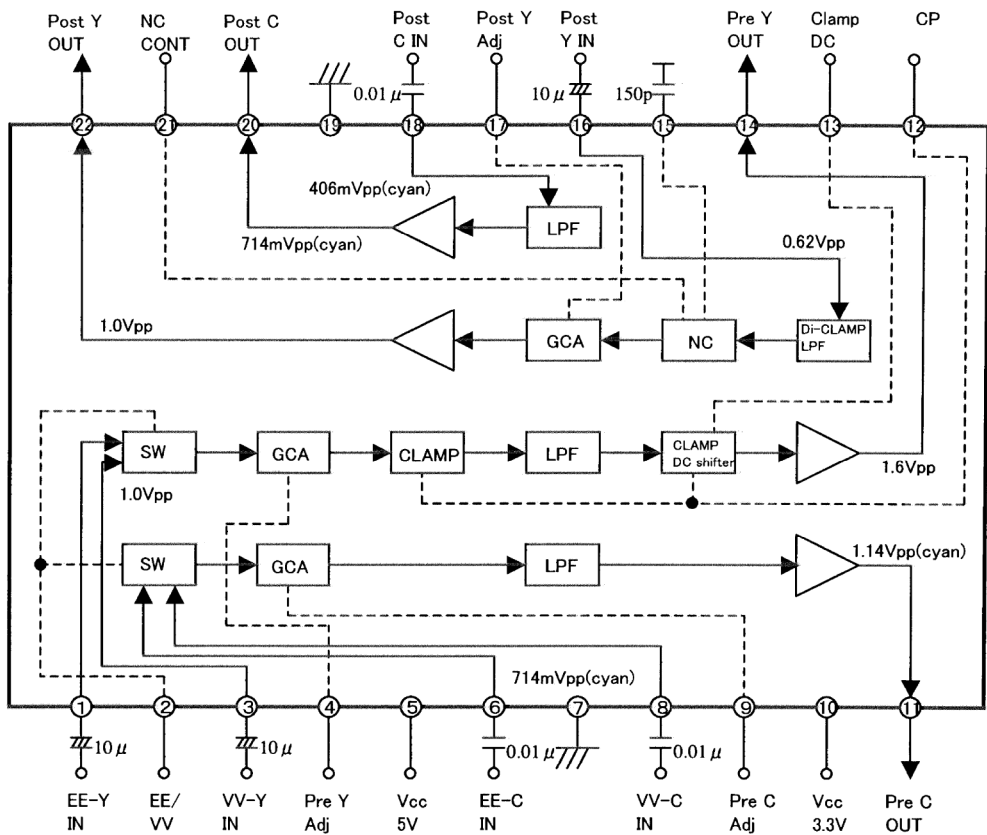 Post Y OUT
NC CONT
Post C OUT
Post C IN
Post Y Adj
Post Y IN
Pre Y OUT
Clamp DC
CP
0.01μ
10μ
150p
22
21
20
19
18
17
16
15
14
13
12
406mVpp(cyan)
714mVpp(cyan)
LPF
0.62Vpp
1.0Vpp
GCA
NC
Di-CLAMP
LPF
SW
GCA
CLAMP
LPF
CLAMP
DC shifter
1.6Vpp
1.0Vpp
SW
GCA
LPF
1.14Vpp(cyan)
714mVpp(cyan)
1
2
3
4
5
6
7
8
9
10
11
10μ
10μ
0.01μ
0.01μ
EE-Y IN
EE/ VV
VV-Y IN
Pre Y Adj
Vcc 5V
EE-C IN
VV-C IN
Pre C Adj
Vcc 3.3V
Pre C OUT